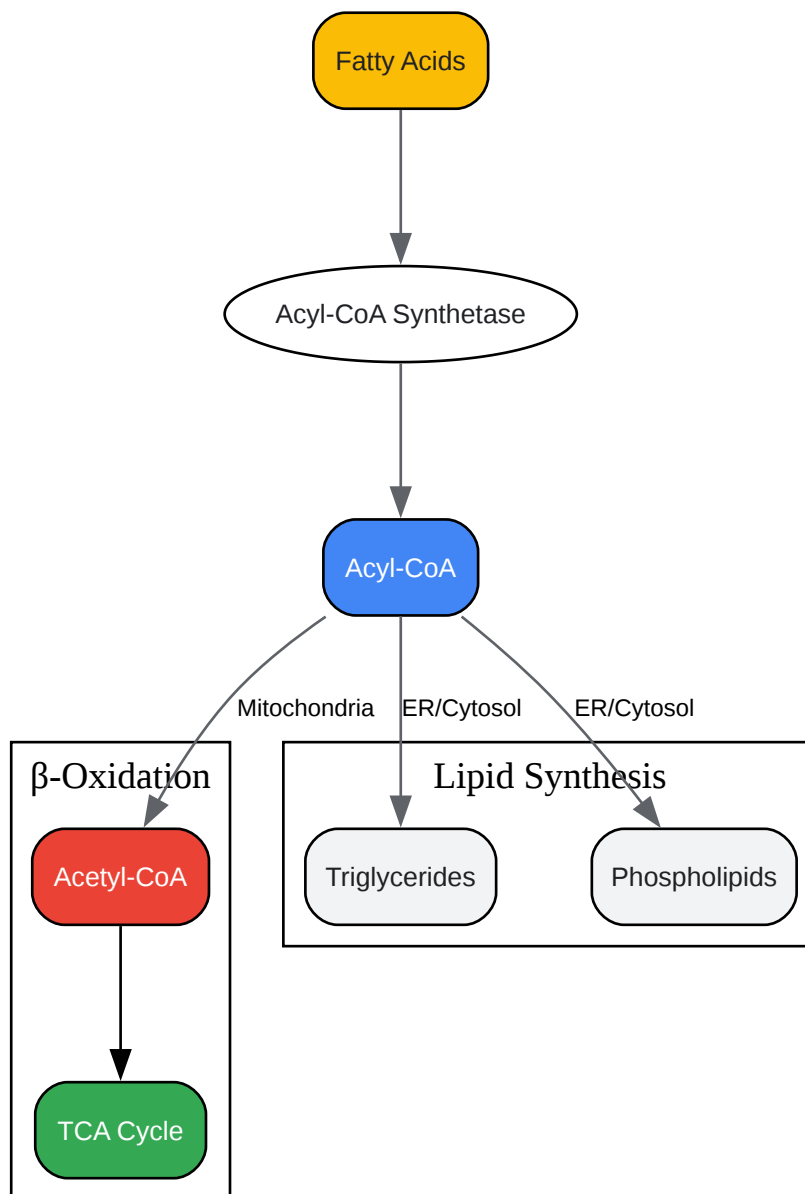 Fatty Acids
Acyl-CoA Synthetase
Acyl-CoA
Mitochondria
ER/Cytosol
ER/Cytosol
β-Oxidation
Lipid Synthesis
Acetyl-CoA
Triglycerides
Phospholipids
TCA Cycle